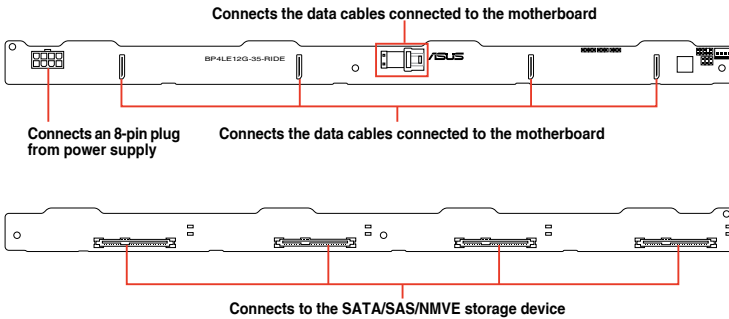 Connects the data cables connected to the motherboard
BP4LE12G-35-RIDE
ASUS
Connects an 8-pin plug
from power supply
Connects the data cables connected to the motherboard
Connects to the SATA/SAS/NMVE storage device